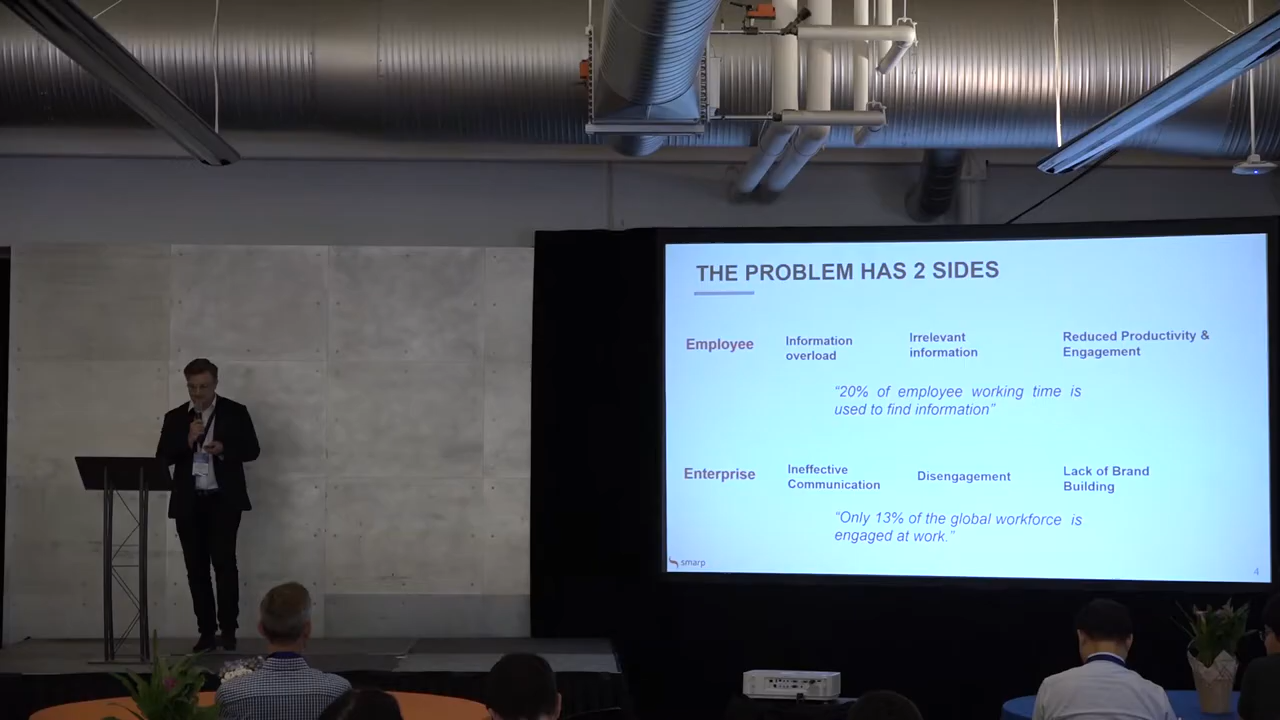 THE PROBLEM HAS 2 SIDES
Employee
Information
overload
Irrelevant
information
Reduced Productivity &
Engagement
“20% of employee working time is
used to find information”
Enterprise
Ineffective
Communication
Disengagement
Lack of Brand
Building
“Only 13% of the global workforce is
engaged at work.”
smarp
4